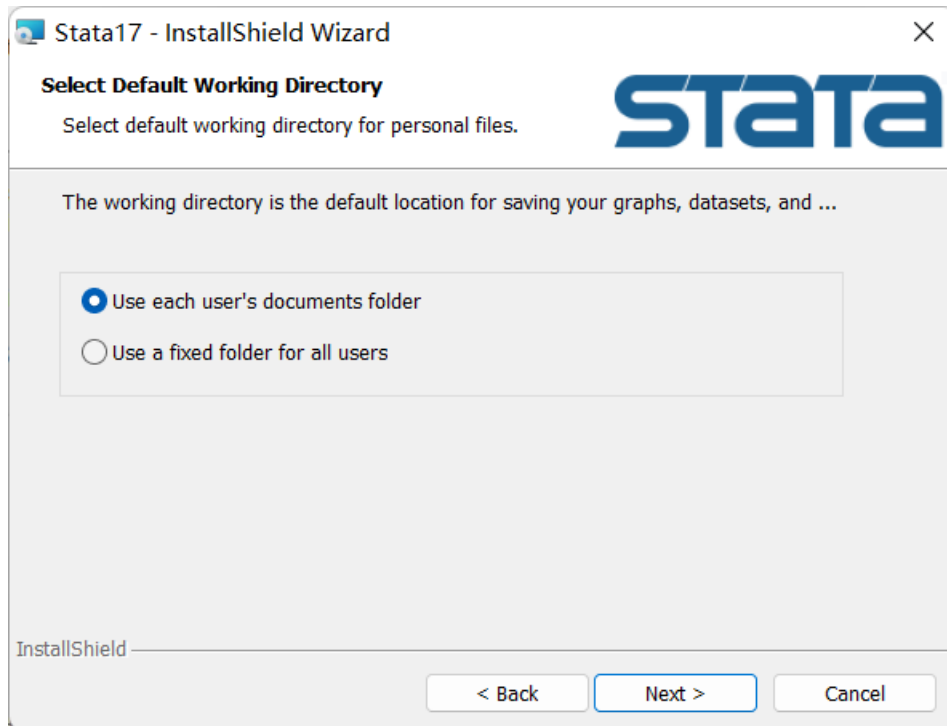 Stata17 - InstallShield Wizard
Select Default Working Directory
Select default working directory for personal files.
stata
The working directory is the default location for saving your graphs, datasets, and ...
Use each user's documents folder
Use a fixed folder for all users
InstallShield
< Back
Next >
Cancel